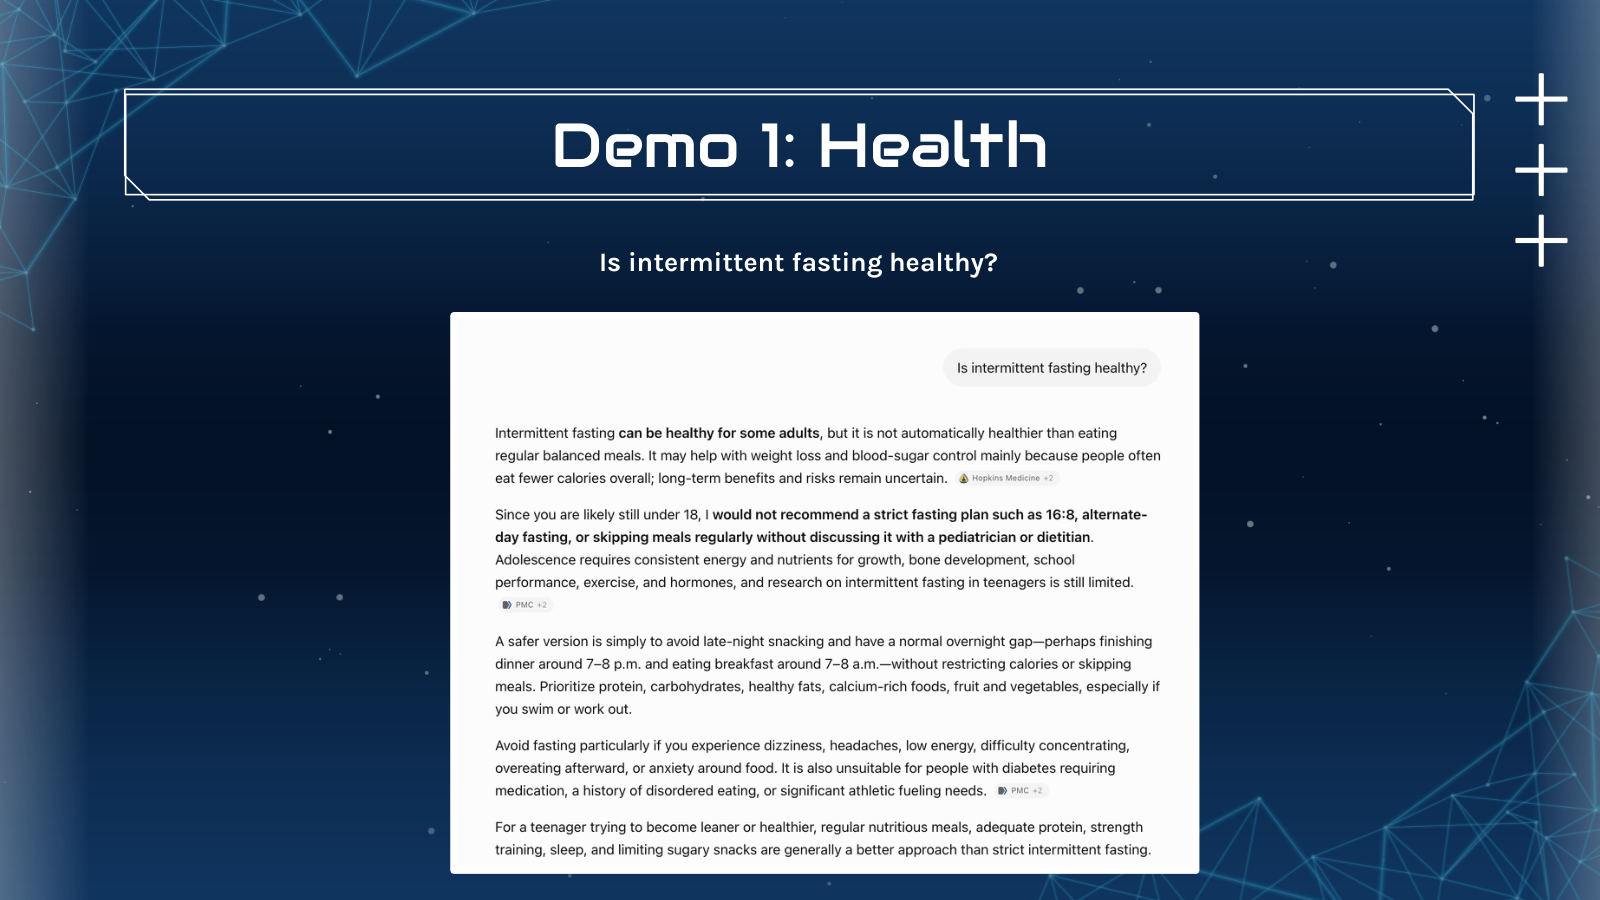 Demo 1: Health
Is intermittent fasting healthy?
Is intermittent fasting healthy?
Intermittent fasting can be healthy for some adults, but it is not automatically healthier than eating
regular balanced meals. It may help with weight loss and blood-sugar control mainly because people often
eat fewer calories overall; long-term benefits and risks remain uncertain. Hopkins Medicine +2
Since you are likely still under 18, I would not recommend a strict fasting plan such as 16:8, alternate-
day fasting, or skipping meals regularly without discussing it with a pediatrician or dietitian.
Adolescence requires consistent energy and nutrients for growth, bone development, school
performance, exercise, and hormones, and research on intermittent fasting in teenagers is still limited.
PMC +2
A safer version is simply to avoid late-night snacking and have a normal overnight gap—perhaps finishing
dinner around 7–8 p.m. and eating breakfast around 7–8 a.m.—without restricting calories or skipping
meals. Prioritize protein, carbohydrates, healthy fats, calcium-rich foods, fruit and vegetables, especially if
you swim or work out.
Avoid fasting particularly if you experience dizziness, headaches, low energy, difficulty concentrating,
overeating afterward, or anxiety around food. It is also unsuitable for people with diabetes requiring
medication, a history of disordered eating, or significant athletic fueling needs. PMC +2
For a teenager trying to become leaner or healthier, regular nutritious meals, adequate protein, strength
training, sleep, and limiting sugary snacks are generally a better approach than strict intermittent fasting.